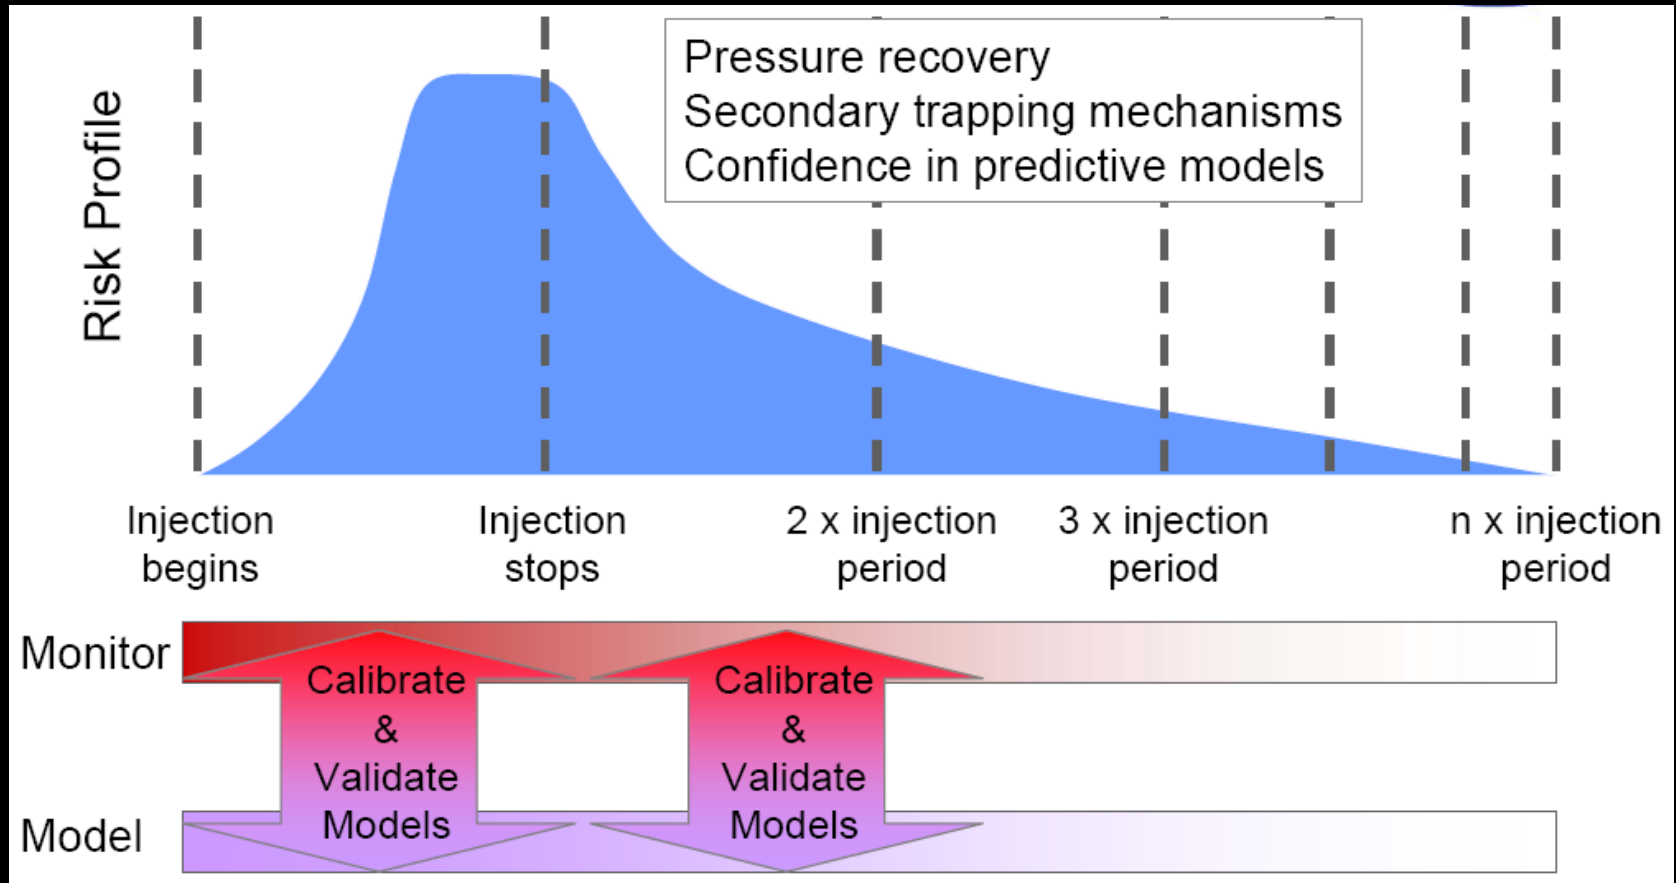 Risk Profile
Pressure recovery
Secondary trapping mechanisms
Confidence in predictive models
Injection
begins
Injection
stops
2 x injection
period
3 x injection
period
n x injection
period
Monitor
Calibrate
&
Validate
Models
Calibrate
&
Validate
Models
Model